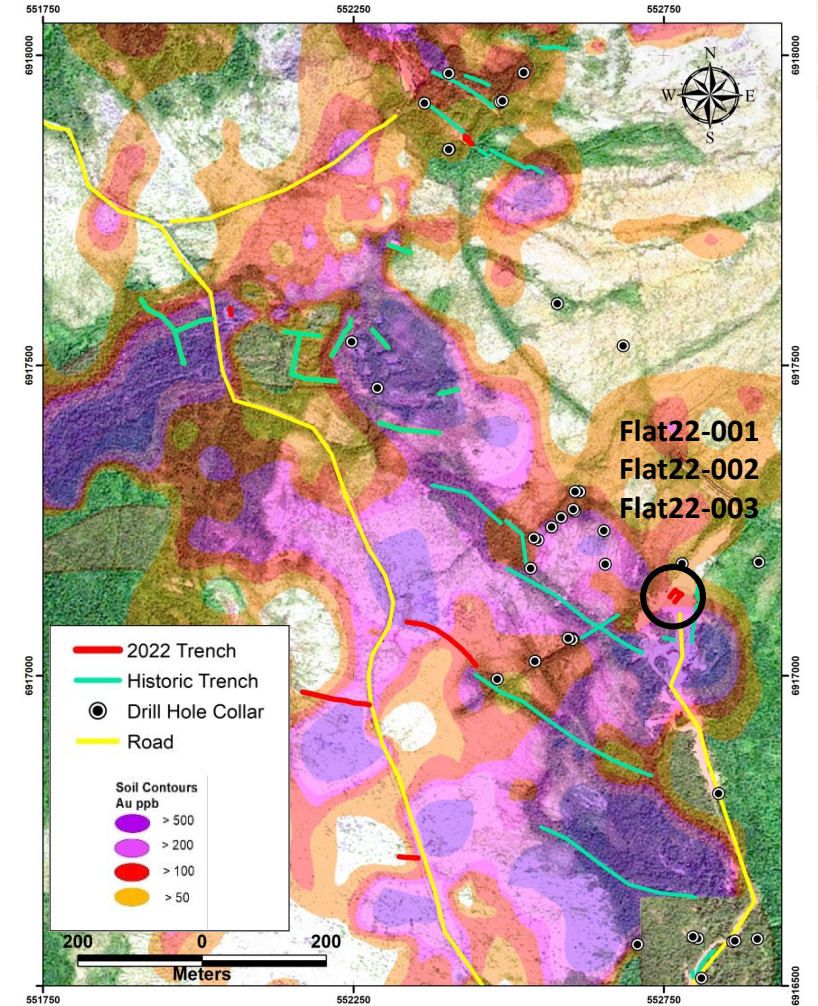 551750
552250
552750
6918000
6918000
N
W
E
S
6917500
6917500
Flat22-001
Flat22-002
Flat22-003
6917000
6917000
2022 Trench
Historic Trench
Drill Hole Collar
Road
Soil Contours
Au ppb
> 500
> 200
> 100
> 50
200 0 200
Meters
6916500
551750
552250
552750